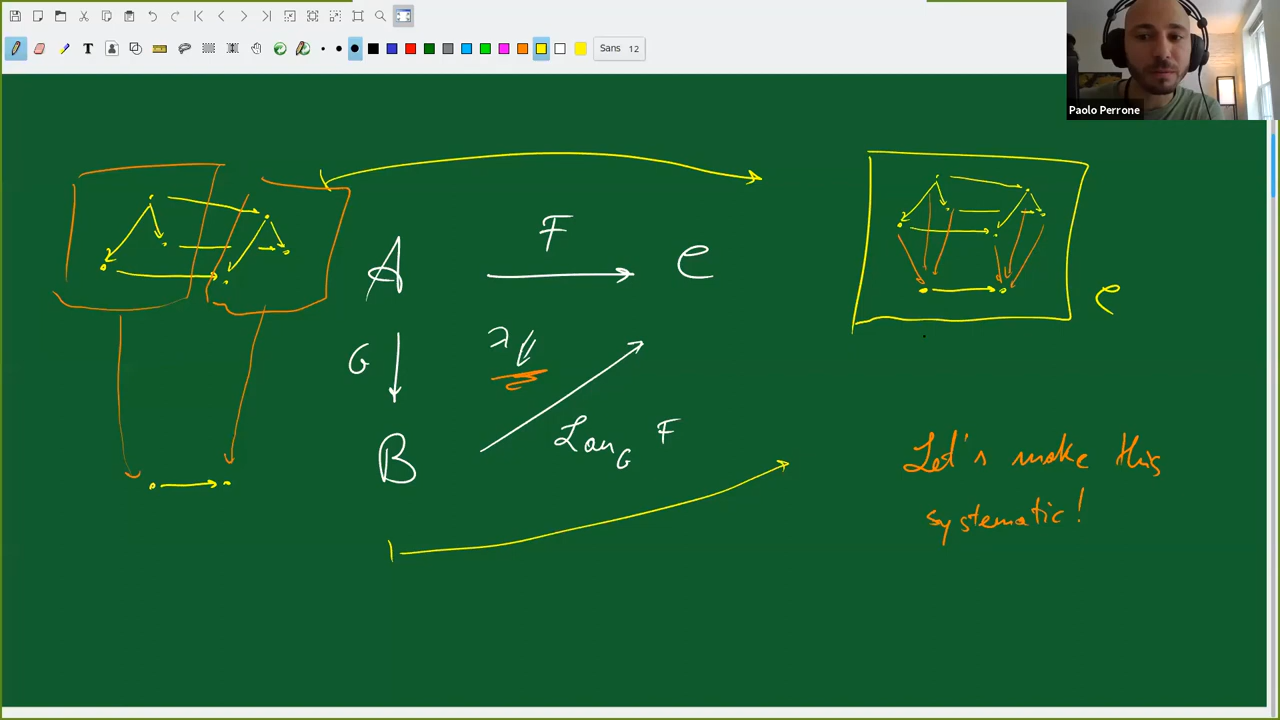 Sans 12
Paolo Perrone
F
A
C
G
λ
Lan_G F
B
C
Let's make this
systematic!